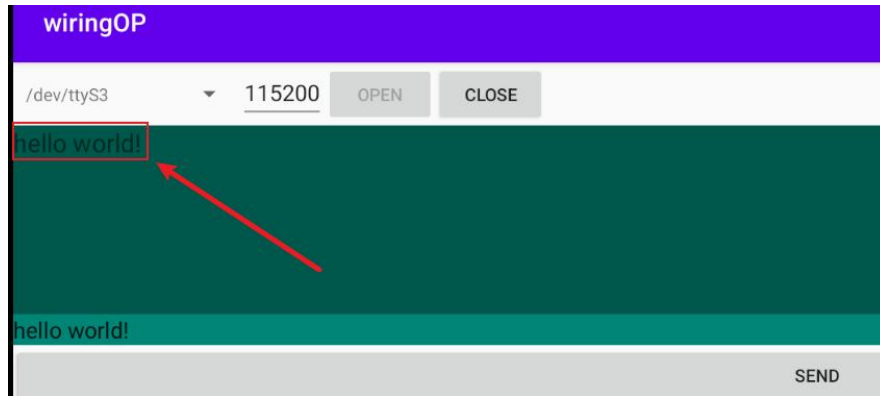 wiringOP
/dev/ttyS3 115200 OPEN CLOSE
hello world!
hello world!
SEND